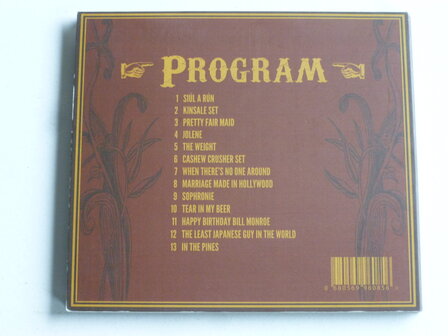 PROGRAM
1 SIÚL A RÚN
2 KINSALE SET
3 PRETTY FAIR MAID
4 JOLENE
5 THE WEIGHT
6 CASHEW CRUSHER SET
7 WHEN THERE'S NO ONE AROUND
8 MARRIAGE MADE IN HOLLYWOOD
9 SOPHRONIE
10 TEAR IN MY BEER
11 HAPPY BIRTHDAY BILL MONROE
12 THE LEAST JAPANESE GUY IN THE WORLD
13 IN THE PINES